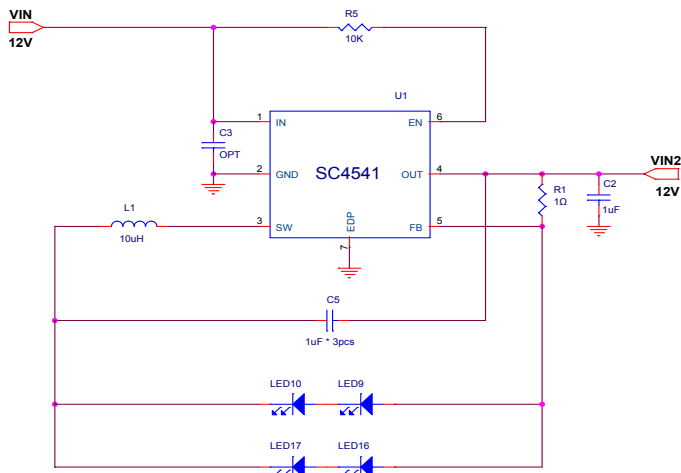 VIN
12V
R5
10K
U1
1
IN
EN
6
C3
OPT
2
GND
SC4541
OUT
4
VIN2
12V
R1
1Ω
C2
1uF
L1
10uH
3
SW
EDP
7
FB
5
C5
1uF * 3pcs
LED10
LED9
LED17
LED16